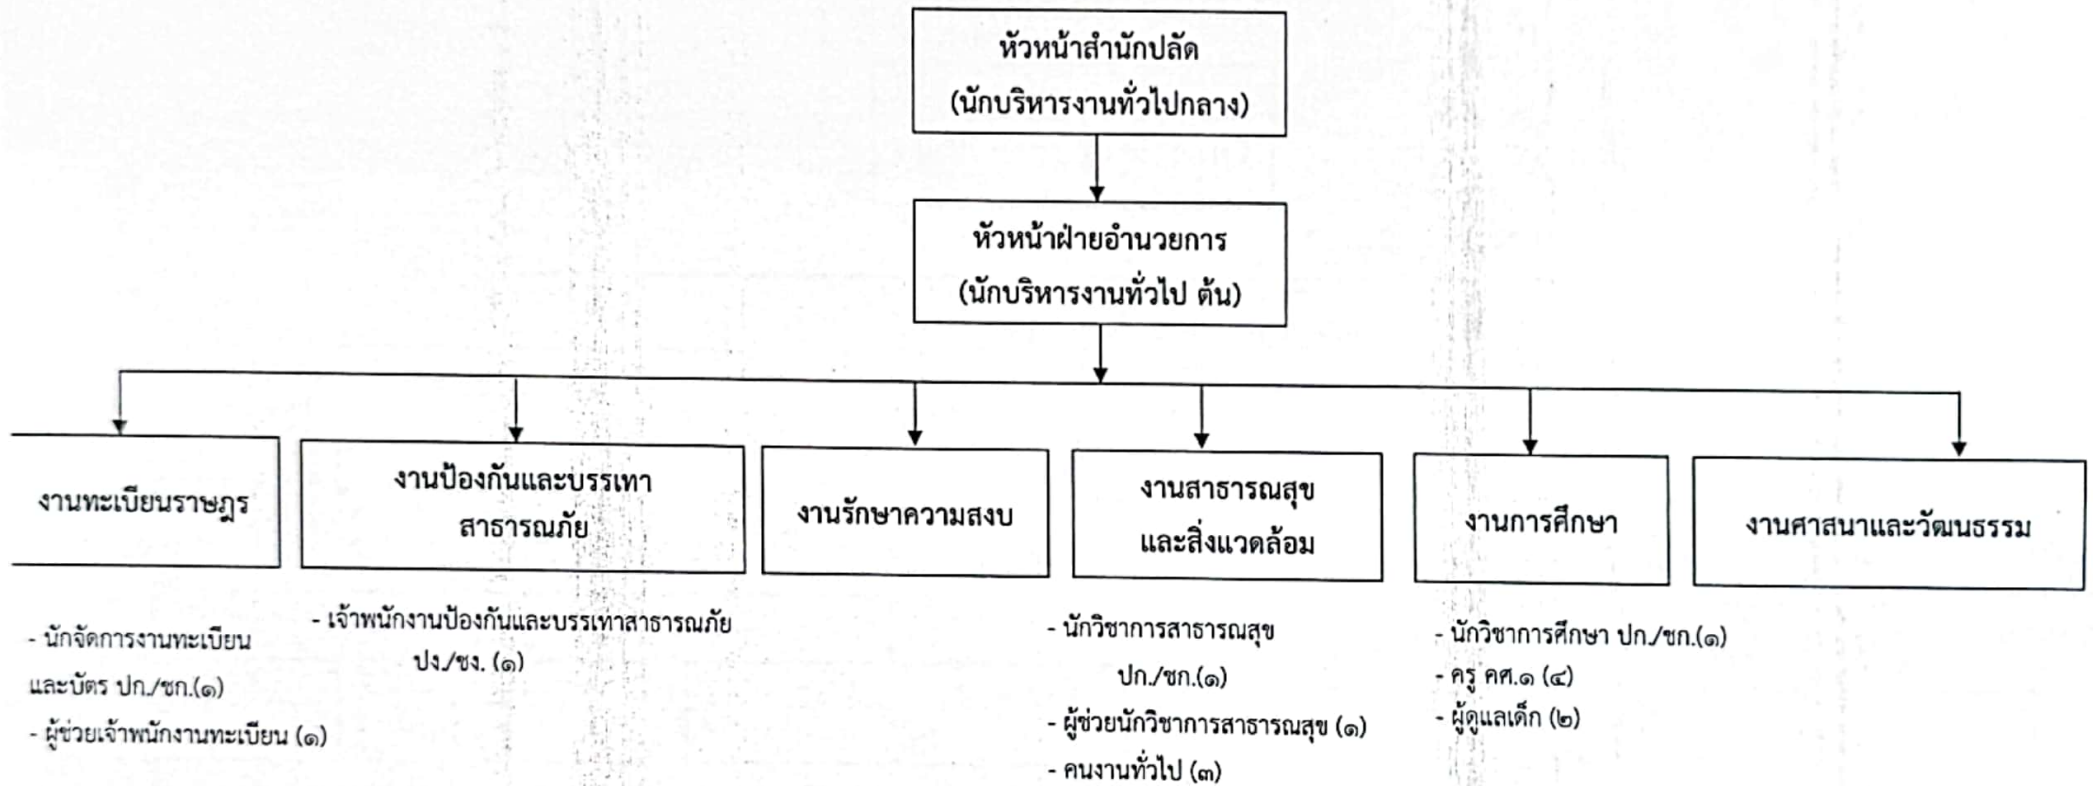 หัวหน้าสำนักปลัด
(นักบริหารงานทั่วไปกลาง)
หัวหน้าฝ่ายอำนวยการ
(นักบริหารงานทั่วไป ต้น)
งานทะเบียนราษฎร
งานป้องกันและบรรเทา
สาธารณภัย
งานรักษาความสงบ
งานสาธารณสุข
และสิ่งแวดล้อม
งานการศึกษา
งานศาสนาและวัฒนธรรม
- นักจัดการงานทะเบียน
และบัตร ปก./ชก.(๑)
- ผู้ช่วยเจ้าพนักงานทะเบียน (๑)
- เจ้าพนักงานป้องกันและบรรเทาสาธารณภัย
ปง./ชง. (๑)
- นักวิชาการสาธารณสุข
ปก./ชก.(๑)
- ผู้ช่วยนักวิชาการสาธารณสุข (๑)
- คนงานทั่วไป (๓)
- นักวิชาการศึกษา ปก./ชก.(๑)
- ครู คศ.๑ (๔)
- ผู้ดูแลเด็ก (๒)